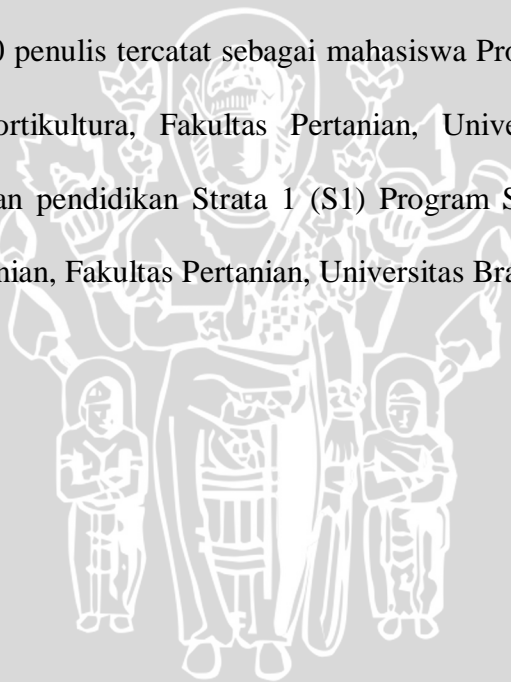 0 penulis tercatat sebagai mahasiswa Pro
ortikultura, Fakultas Pertanian, Unive
an pendidikan Strata 1 (S1) Program S
nian, Fakultas Pertanian, Universitas Bra